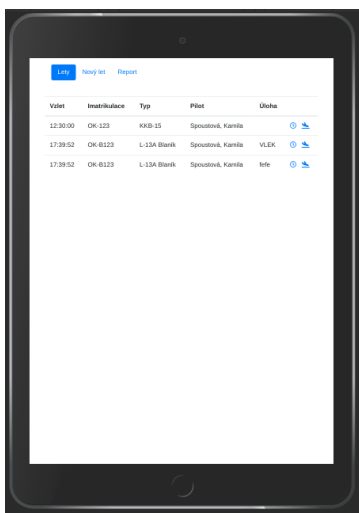 Lety Nový let Report
Vzlet Imatrikulace Typ Pilot Úloha
12:30:00 OK-123 KKB-15 Spoustová, Kamila
17:39:52 OK-B123 L-13A Blaník Spoustová, Kamila VLEK
17:39:52 OK-B123 L-13A Blaník Spoustová, Kamila fefe